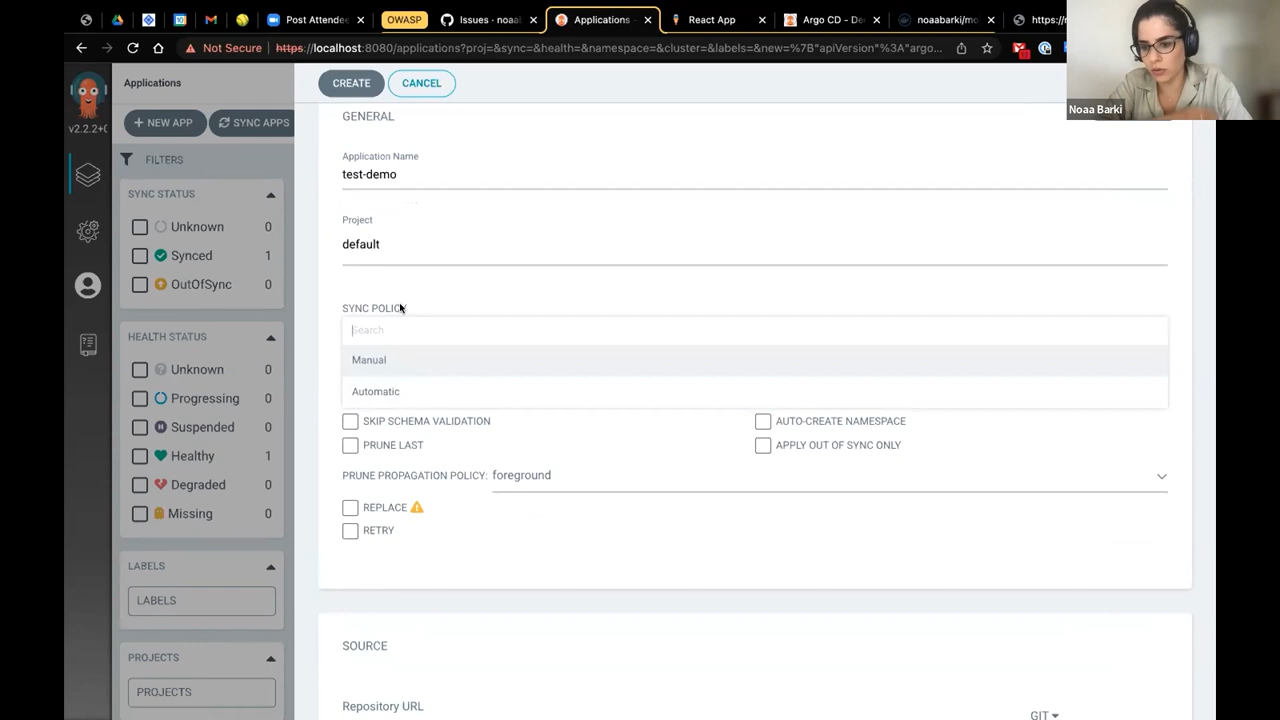 Post Attendee
OWASP
Issues · noaa
Applications
React App
Argo CD - De
noaabarki/mo
https://r
Not Secure
https://localhost:8080/applications?proj=&sync=&health=&namespace=&cluster=&labels=&new=%7B"apiVersion"%3A"argo...
Noaa Barki
v2.2.2+0
Applications
CREATE
CANCEL
NEW APP
SYNC APPS
FILTERS
SYNC STATUS
Unknown 0
Synced 1
OutOfSync 0
HEALTH STATUS
Unknown 0
Progressing 0
Suspended 0
Healthy 1
Degraded 0
Missing 0
LABELS
LABELS
PROJECTS
PROJECTS
GENERAL
Application Name
test-demo
Project
default
SYNC POLICY
Search
Manual
Automatic
SKIP SCHEMA VALIDATION
AUTO-CREATE NAMESPACE
PRUNE LAST
APPLY OUT OF SYNC ONLY
PRUNE PROPAGATION POLICY: foreground
REPLACE
RETRY
SOURCE
Repository URL
GIT